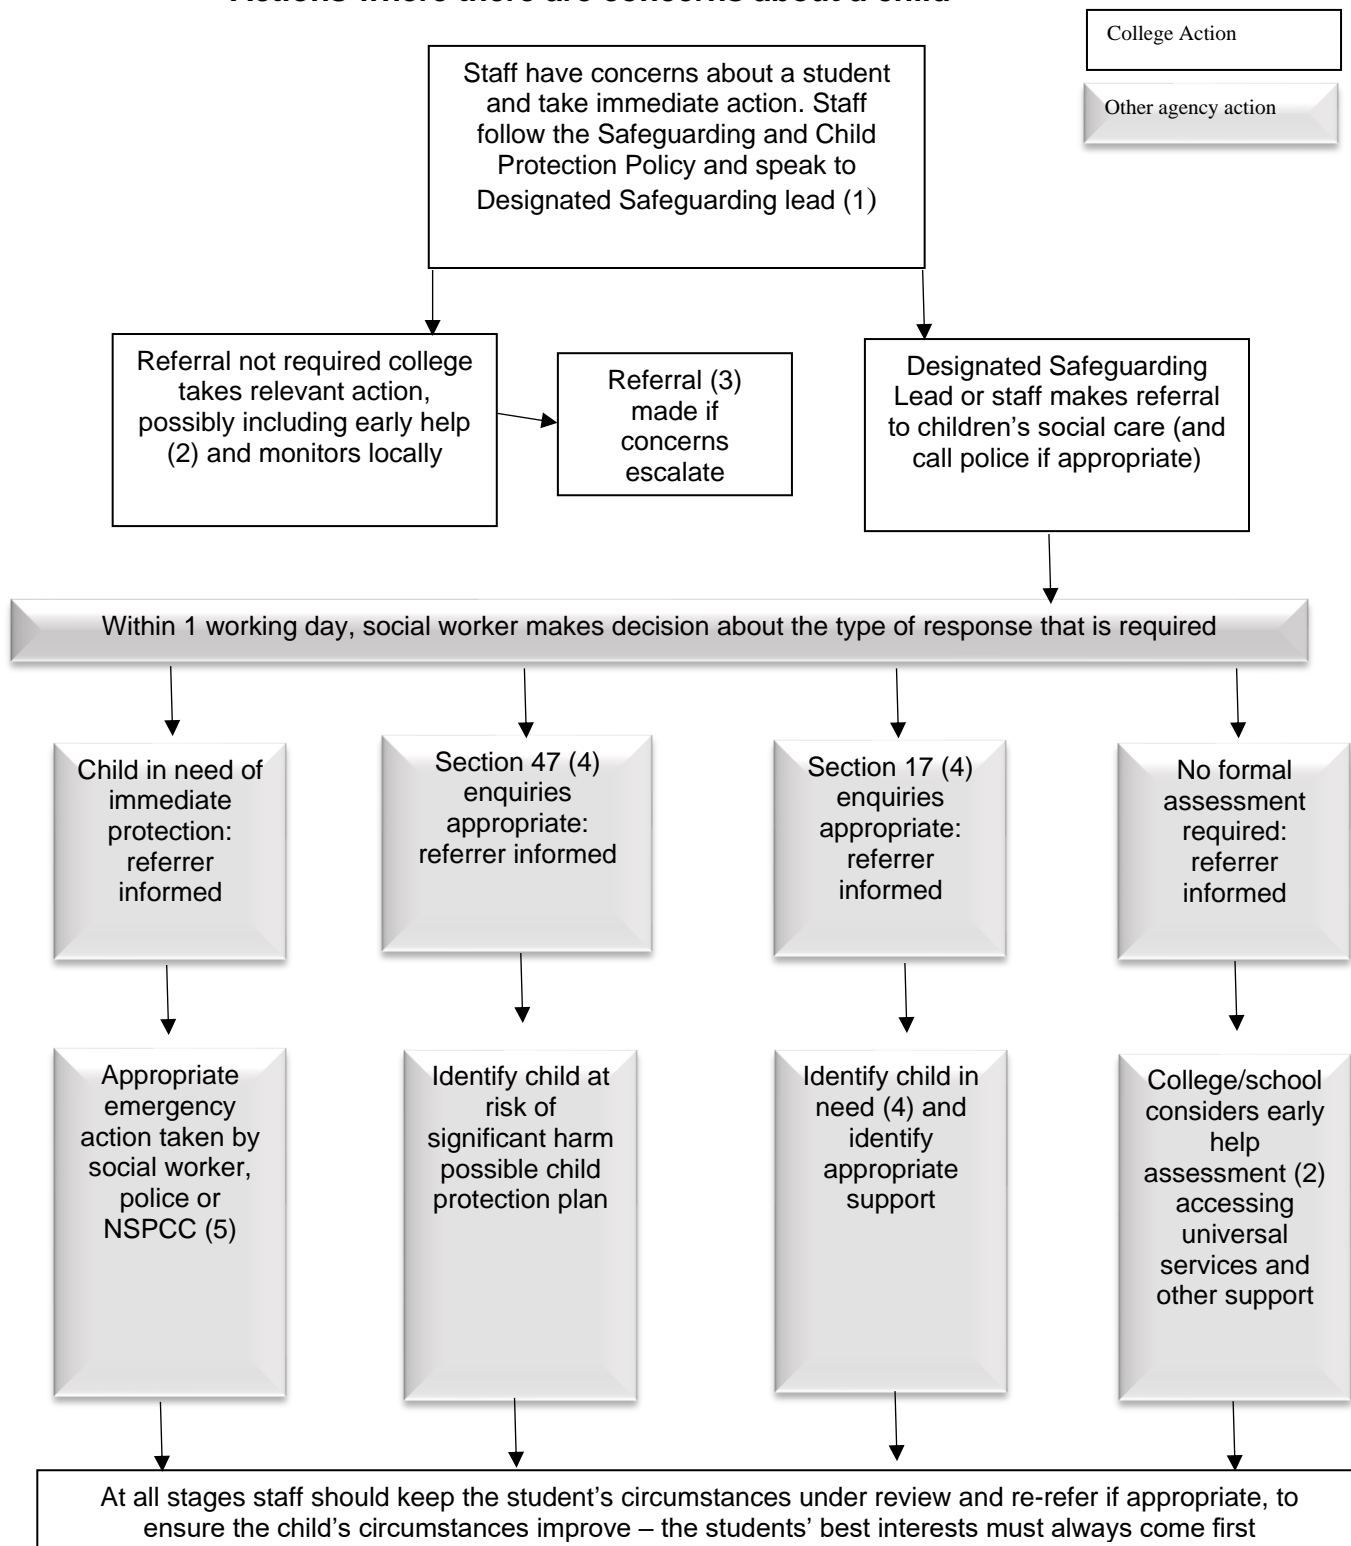 Actions where there are concerns about a child
College Action
Other agency action
Staff have concerns about a student
and take immediate action. Staff
follow the Safeguarding and Child
Protection Policy and speak to
Designated Safeguarding lead (1)
Referral not required college
takes relevant action,
possibly including early help
(2) and monitors locally
Referral (3)
made if
concerns
escalate
Designated Safeguarding
Lead or staff makes referral
to children’s social care (and
call police if appropriate)
Within 1 working day, social worker makes decision about the type of response that is required
Child in need of
immediate
protection:
referrer
informed
Section 47 (4)
enquiries
appropriate:
referrer informed
Section 17 (4)
enquiries
appropriate:
referrer
informed
No formal
assessment
required:
referrer
informed
Appropriate
emergency
action taken by
social worker,
police or
NSPCC (5)
Identify child at
risk of
significant harm
possible child
protection plan
Identify child in
need (4) and
identify
appropriate
support
College/school
considers early
help
assessment (2)
accessing
universal
services and
other support
At all stages staff should keep the student’s circumstances under review and re-refer if appropriate, to
ensure the child’s circumstances improve – the students’ best interests must always come first